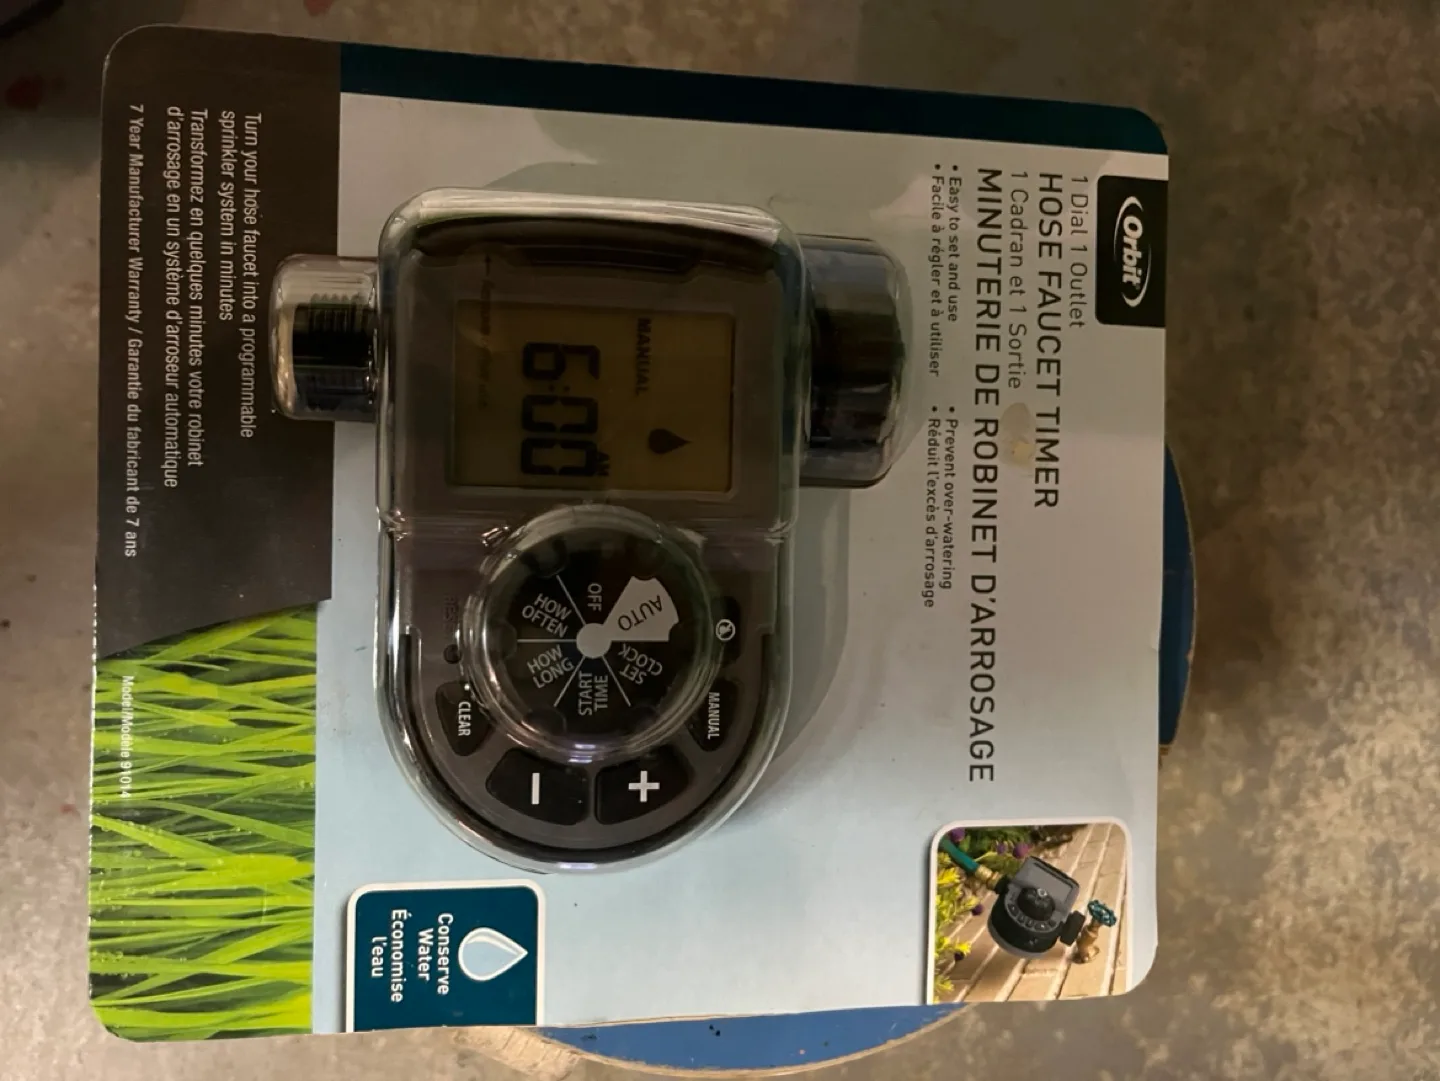 Orbit
1 Dial 1 Outlet
HOSE FAUCET TIMER
1 Cadran et 1 Sortie
MINUTERIE DE ROBINET D'ARROSAGE
• Easy to set and use
• Facile à régler et à utiliser
• Prevent over-watering
• Réduit l'excès d'arrosage
MANUAL
6:00
AM
AUTO
OFF
SET
CLOCK
START
TIME
HOW
LONG
HOW
OFTEN
MANUAL
CLEAR
+
−
Conserve
Water
Économise
l'eau
Turn your hose faucet into a programmable
sprinkler system in minutes
Transformez en quelques minutes votre robinet
d'arrosage en un système d'arroseur automatique
7 Year Manufacturer Warranty / Garantie du fabricant de 7 ans
Model/Modèle 91014